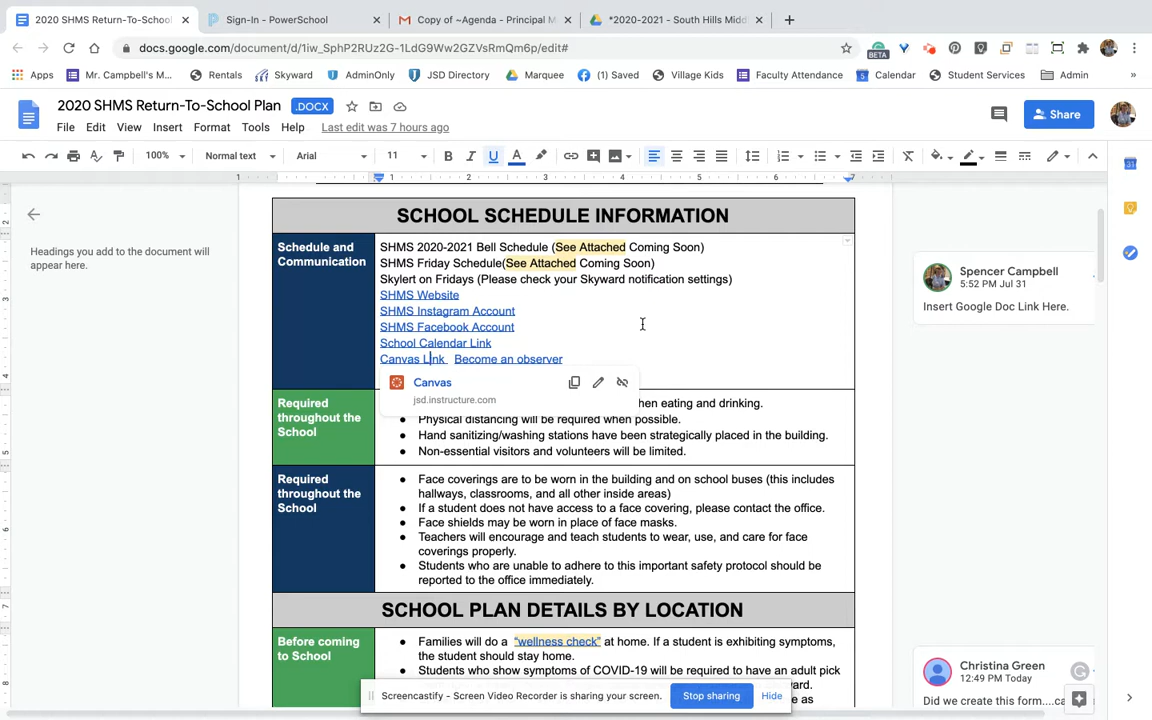 2020 SHMS Return-To-School
Sign-In - PowerSchool
Copy of ~Agenda - Principal M
*2020-2021 - South Hills Midd
docs.google.com/document/d/1iw_SphP2RUz2G-1LdG9Ww2GZVsRmQm6p/edit#
BETA
Apps
Mr. Campbell's M...
Rentals
Skyward
AdminOnly
JSD Directory
Marquee
(1) Saved
Village Kids
Faculty Attendance
Calendar
Student Services
Admin
»
2020 SHMS Return-To-School Plan
.DOCX
File Edit View Insert Format Tools Help Last edit was 7 hours ago
Share
100% Normal text Arial 11 B I U A
1 1 2 3 4 5 6 7
Headings you add to the document will
appear here.
SCHOOL SCHEDULE INFORMATION
Schedule and
Communication
SHMS 2020-2021 Bell Schedule (See Attached Coming Soon)
SHMS Friday Schedule(See Attached Coming Soon)
Skylert on Fridays (Please check your Skyward notification settings)
SHMS Website
SHMS Instagram Account
SHMS Facebook Account
School Calendar Link
Canvas Link Become an observer
Canvas
jsd.instructure.com
Required
throughout the
School
hen eating and drinking.
Physical distancing will be required when possible.
● Hand sanitizing/washing stations have been strategically placed in the building.
● Non-essential visitors and volunteers will be limited.
Required
throughout the
School
● Face coverings are to be worn in the building and on school buses (this includes
hallways, classrooms, and all other inside areas)
● If a student does not have access to a face covering, please contact the office.
● Face shields may be worn in place of face masks.
● Teachers will encourage and teach students to wear, use, and care for face
coverings properly.
● Students who are unable to adhere to this important safety protocol should be
reported to the office immediately.
SCHOOL PLAN DETAILS BY LOCATION
Before coming
to School
● Families will do a "wellness check" at home. If a student is exhibiting symptoms,
the student should stay home.
● Students who show symptoms of COVID-19 will be required to have an adult pick
ward.
e as
Spencer Campbell
5:52 PM Jul 31
Insert Google Doc Link Here.
Christina Green
12:49 PM Today
Did we create this form....ca
Screencastify - Screen Video Recorder is sharing your screen.
Stop sharing
Hide